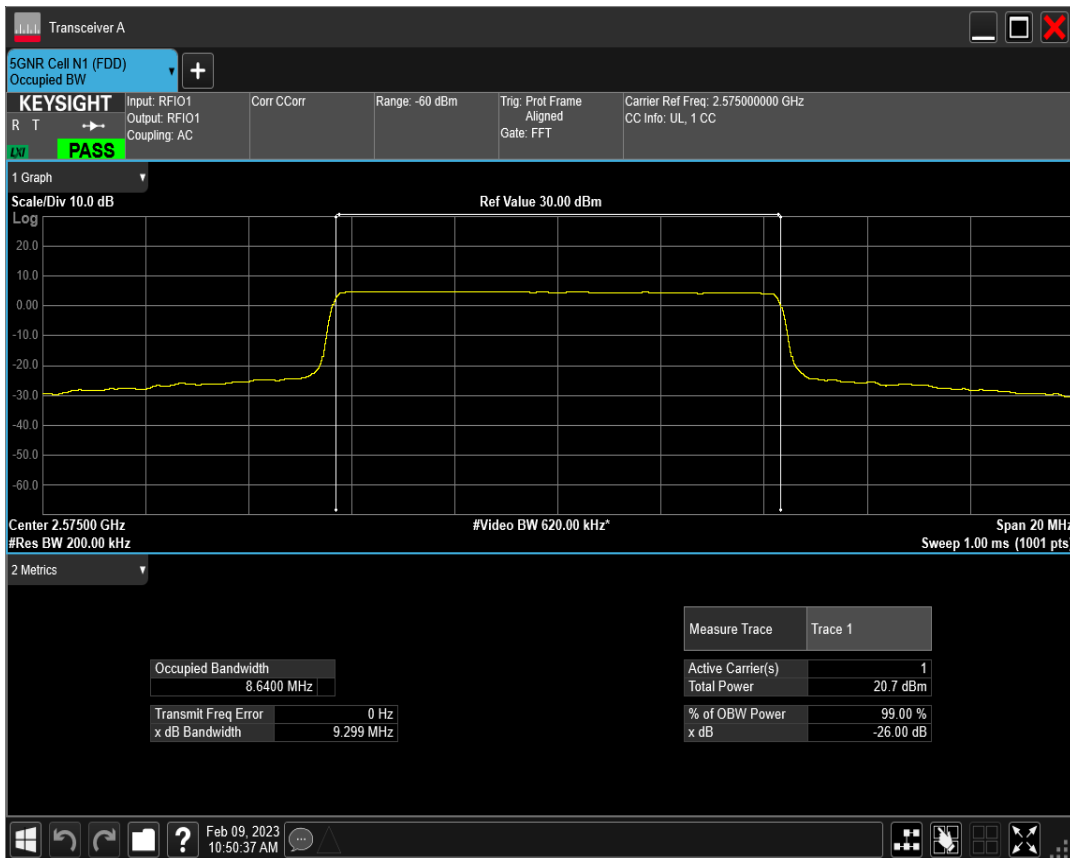 Transceiver A
5GNR Cell N1 (FDD)
Occupied BW
+
KEYSIGHT
R T
LXI
PASS
Input: RFIO1
Output: RFIO1
Coupling: AC
Corr CCorr
Range: -60 dBm
Trig: Prot Frame
Aligned
Gate: FFT
Carrier Ref Freq: 2.575000000 GHz
CC Info: UL, 1 CC
1 Graph
Scale/Div 10.0 dB
Ref Value 30.00 dBm
Log
20.0
10.0
0.00
-10.0
-20.0
-30.0
-40.0
-50.0
-60.0
Center 2.57500 GHz
#Video BW 620.00 kHz*
Span 20 MHz
#Res BW 200.00 kHz
Sweep 1.00 ms (1001 pts)
2 Metrics
Measure Trace Trace 1
Occupied Bandwidth
8.6400 MHz
Active Carrier(s) 1
Total Power 20.7 dBm
Transmit Freq Error 0 Hz
x dB Bandwidth 9.299 MHz
% of OBW Power 99.00 %
x dB -26.00 dB
?
Feb 09, 2023
10:50:37 AM